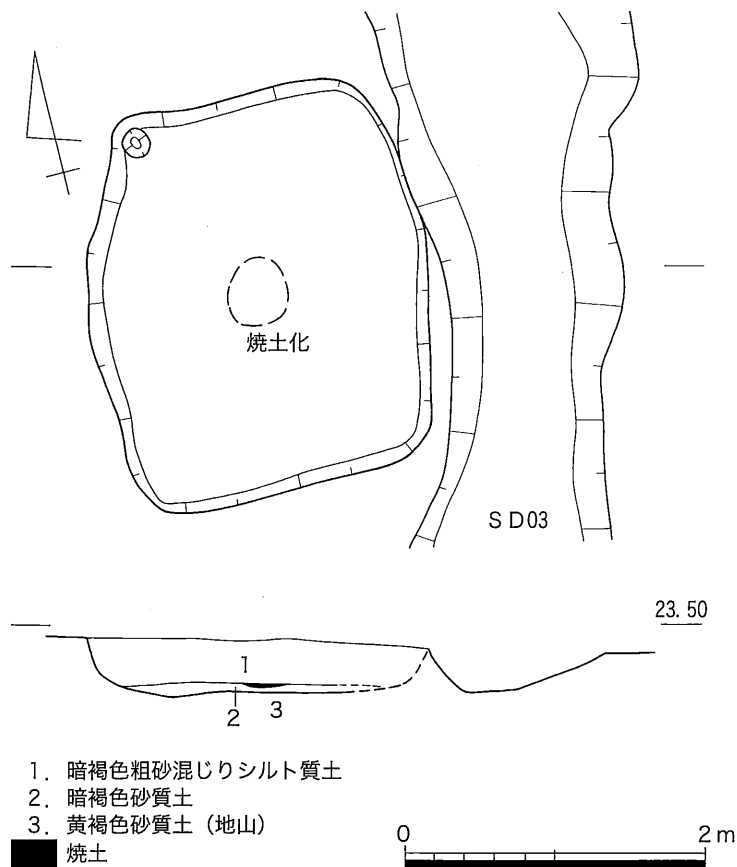 焼土化
S D03
23.50
1
2
3
1. 暗褐色粗砂混じりシルト質土
2. 暗褐色砂質土
3. 黄褐色砂質土（地山）
焼土
0 2m